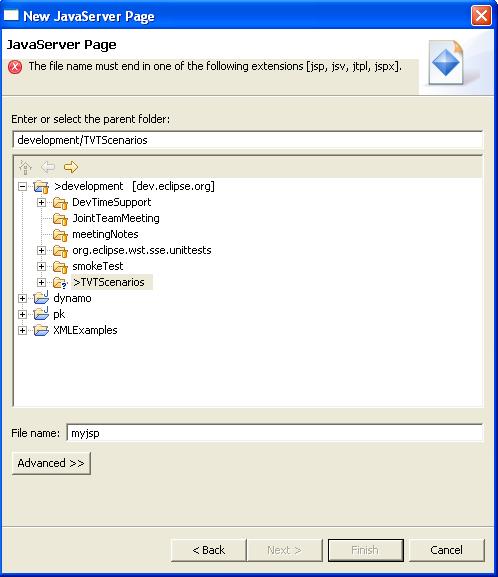 New JavaServer Page
JavaServer Page
The file name must end in one of the following extensions [jsp, jsv, jtpl, jspx].
Enter or select the parent folder:
development/TVTScenarios
>development [dev.eclipse.org]
DevTimeSupport
JointTeamMeeting
meetingNotes
org.eclipse.wst.sse.unittests
smokeTest
>TVTScenarios
dynamo
pk
XMLExamples
File name: myjsp
Advanced >>
< Back Next > Finish Cancel